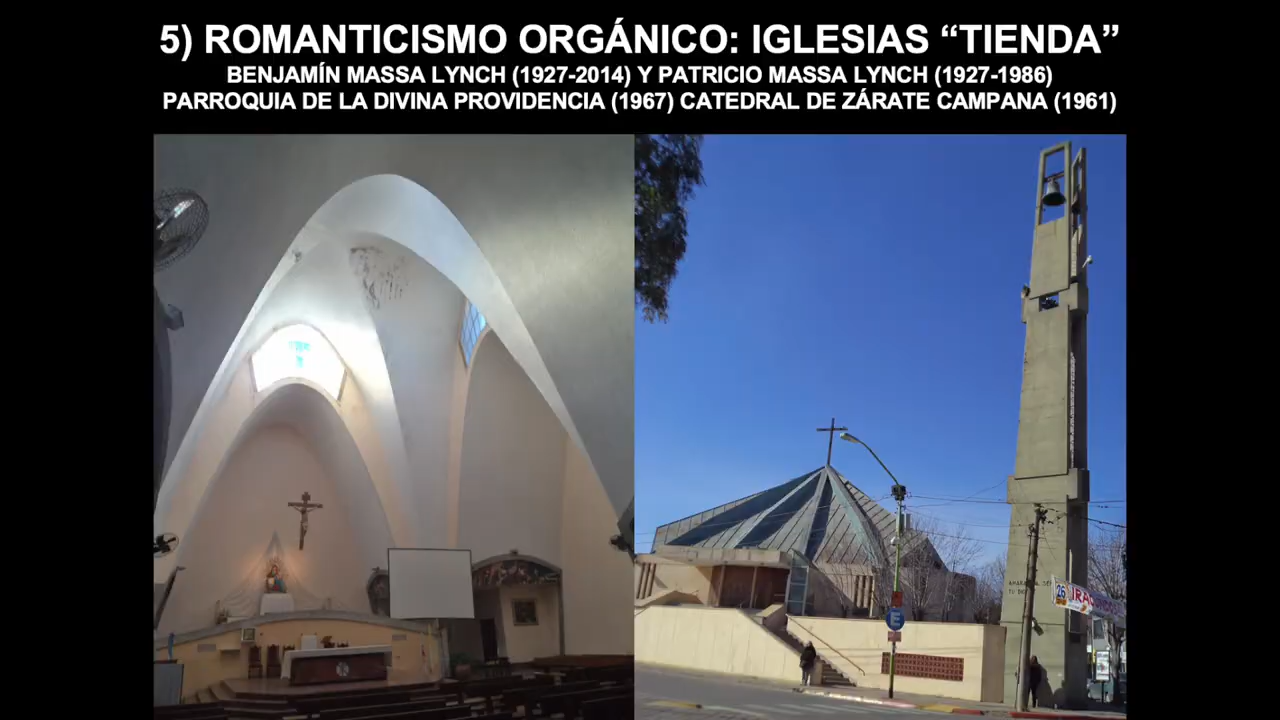 5) ROMANTICISMO ORGÁNICO: IGLESIAS “TIENDA”
BENJAMÍN MASSA LYNCH (1927-2014) Y PATRICIO MASSA LYNCH (1927-1986)
PARROQUIA DE LA DIVINA PROVIDENCIA (1967) CATEDRAL DE ZÁRATE CAMPANA (1961)
E
26